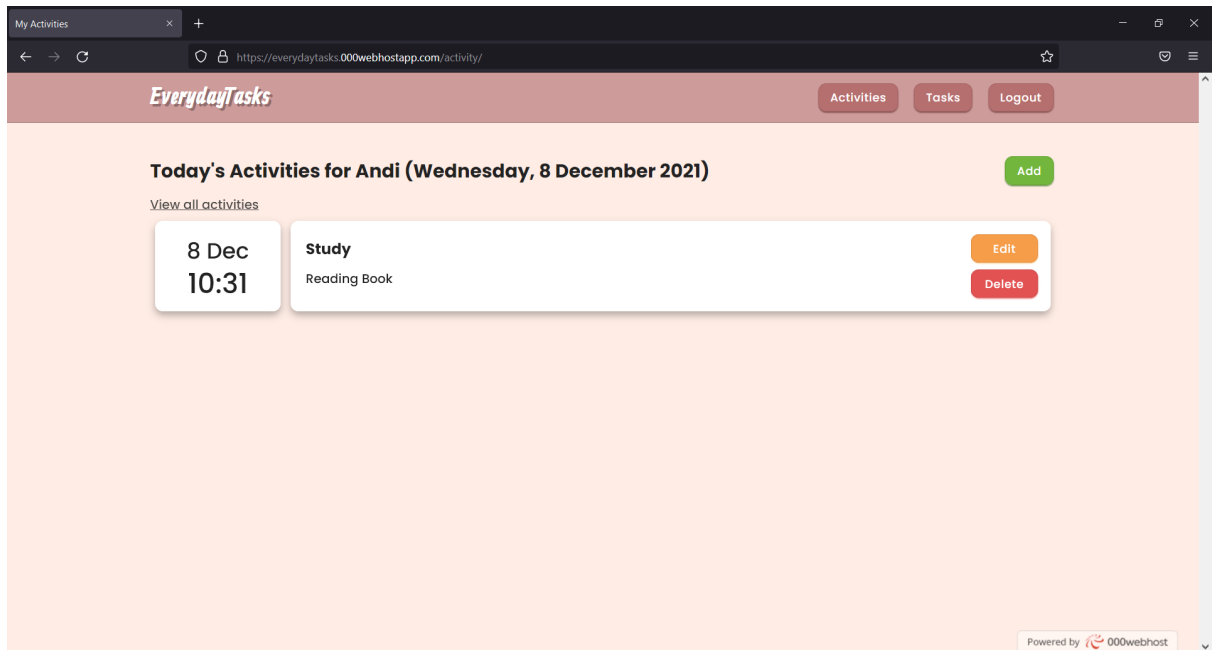 My Activities
https://everydaytasks.000webhostapp.com/activity/
EverydayTasks
Activities
Tasks
Logout
Today's Activities for Andi (Wednesday, 8 December 2021)
Add
View all activities
8 Dec
10:31
Study
Reading Book
Edit
Delete
Powered by 000webhost